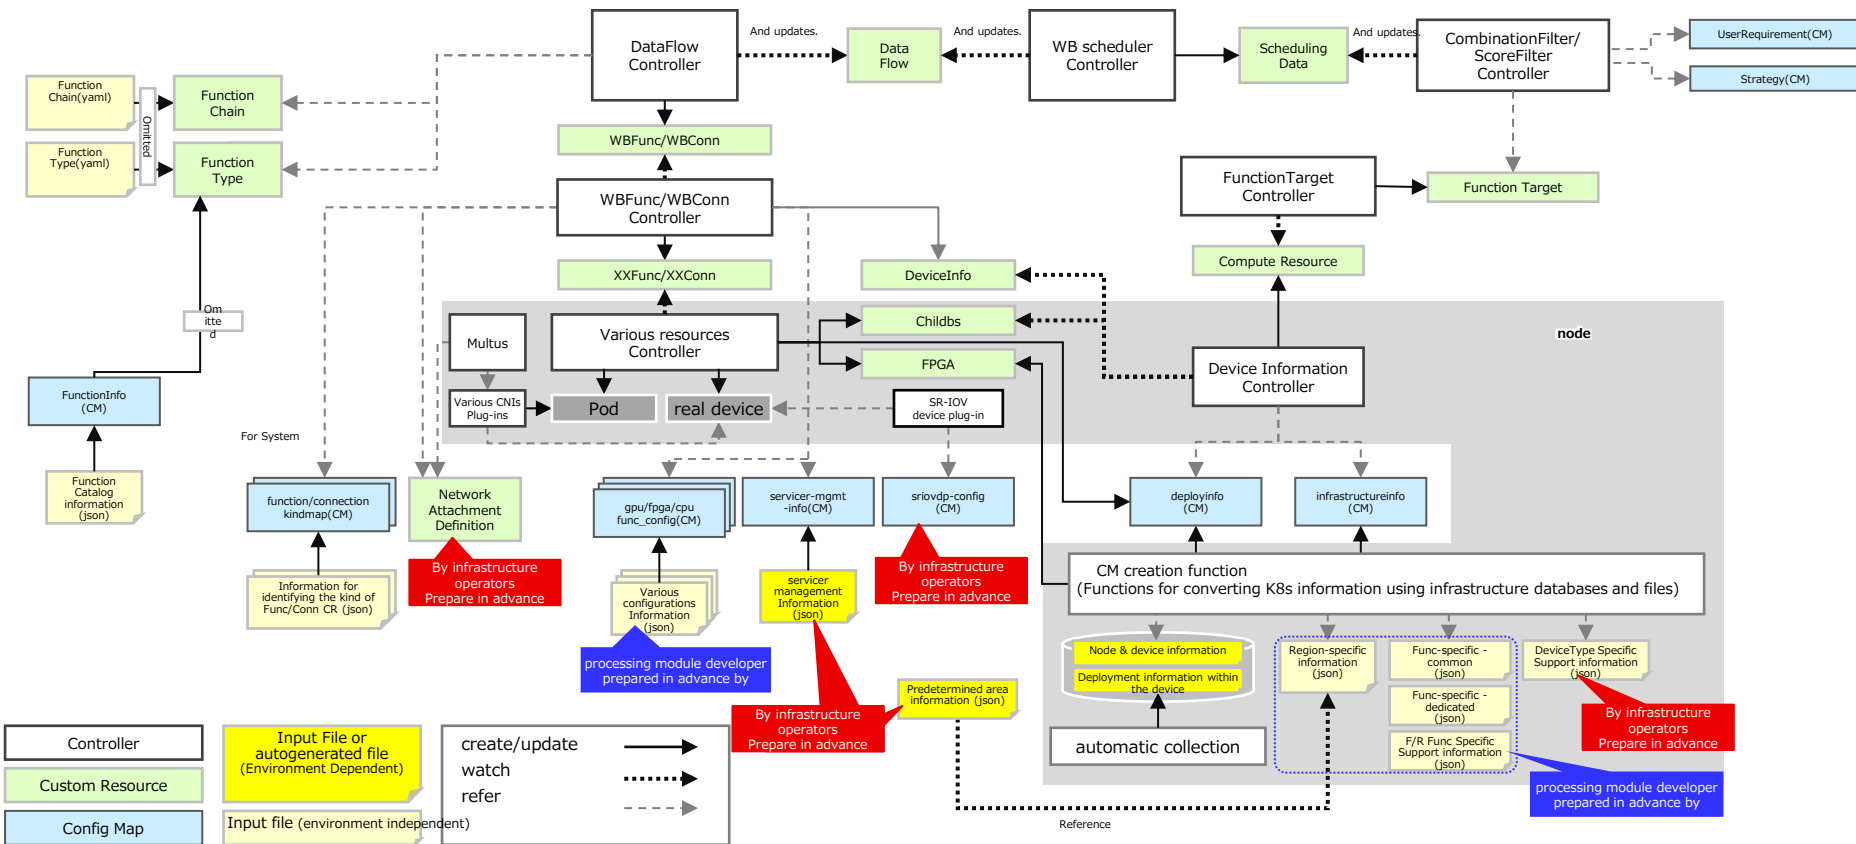 DataFlow
Controller
And updates.
Data
Flow
And updates.
WB scheduler
Controller
Scheduling
Data
And updates.
CombinationFilter/
ScoreFilter
Controller
UserRequirement(CM)
Strategy(CM)
Function
Chain(yaml)
Function
Type(yaml)
Omitted
Function
Chain
Function
Type
WBFunc/WBConn
WBFunc/WBConn
Controller
XXFunc/XXConn
DeviceInfo
FunctionTarget
Controller
Function Target
Compute Resource
Om
itte
d
Multus
Various resources
Controller
Childbs
FPGA
node
Device Information
Controller
FunctionInfo
(CM)
Various CNIs
Plug-ins
Pod
real device
SR-IOV
device plug-in
For System
Function
Catalog
information
(json)
function/connection
kindmap(CM)
Network
Attachment
Definition
gpu/fpga/cpu
func_config(CM)
servicer-mgmt
-info(CM)
sriovdp-config
(CM)
deployinfo
(CM)
infrastructureinfo
(CM)
Information for
identifying the kind of
Func/Conn CR (json)
By infrastructure
operators
Prepare in advance
Various
configurations
Information
(json)
servicer
management
Information
(json)
By infrastructure
operators
Prepare in advance
CM creation function
(Functions for converting K8s information using infrastructure databases and files)
processing module developer
prepared in advance by
Node & device information
Deployment information within
the device
Region-specific
information
(json)
Func-specific -
common
(json)
Func-specific -
dedicated
(json)
F/R Func Specific
Support information
(json)
DeviceType Specific
Support information
(json)
Predetermined area
information (json)
By infrastructure
operators
Prepare in advance
By infrastructure
operators
Prepare in advance
automatic collection
processing module developer
prepared in advance by
Reference
Controller
Custom Resource
Config Map
Input File or
autogenerated file
(Environment Dependent)
Input file (environment independent)
create/update
watch
refer